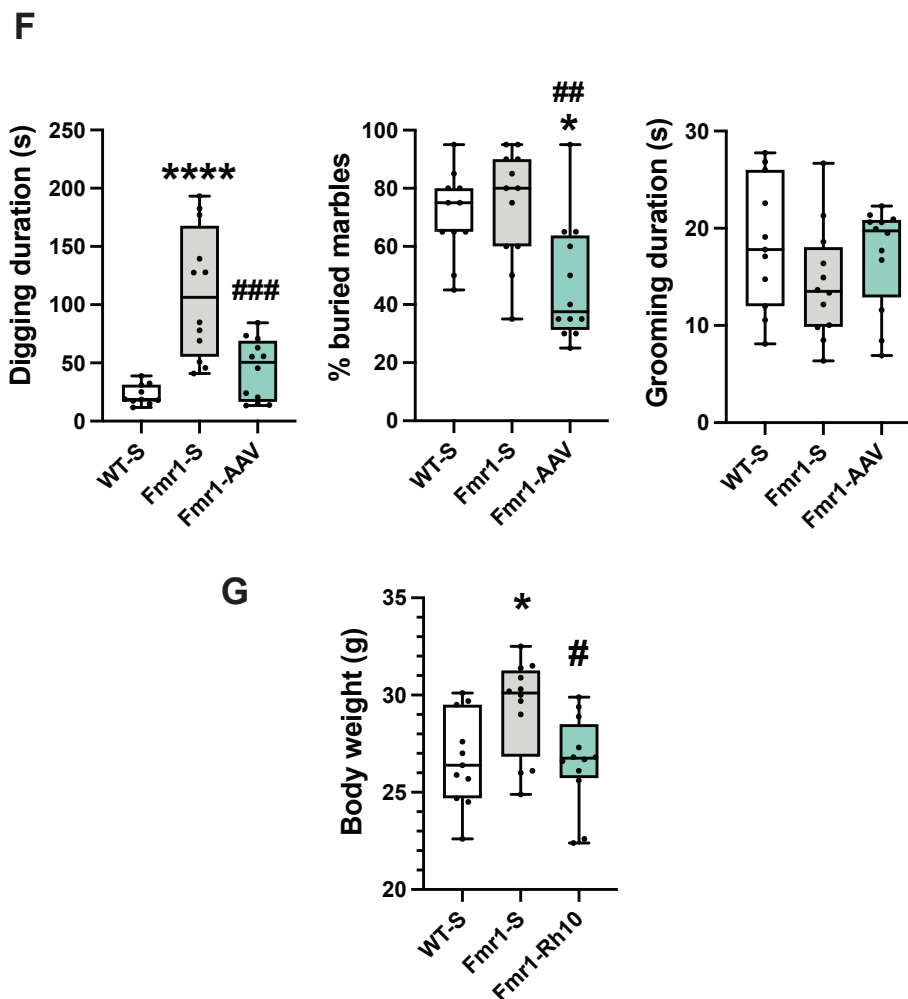 F
Digging duration (s)
250
200
150
100
50
0
****
###
WT-S
Fmr1-S
Fmr1-AAV
% buried marbles
100
80
60
40
20
0
##
*
WT-S
Fmr1-S
Fmr1-AAV
Grooming duration (s)
30
20
10
0
WT-S
Fmr1-S
Fmr1-AAV
G
Body weight (g)
35
30
25
20
*
#
WT-S
Fmr1-S
Fmr1-Rh10